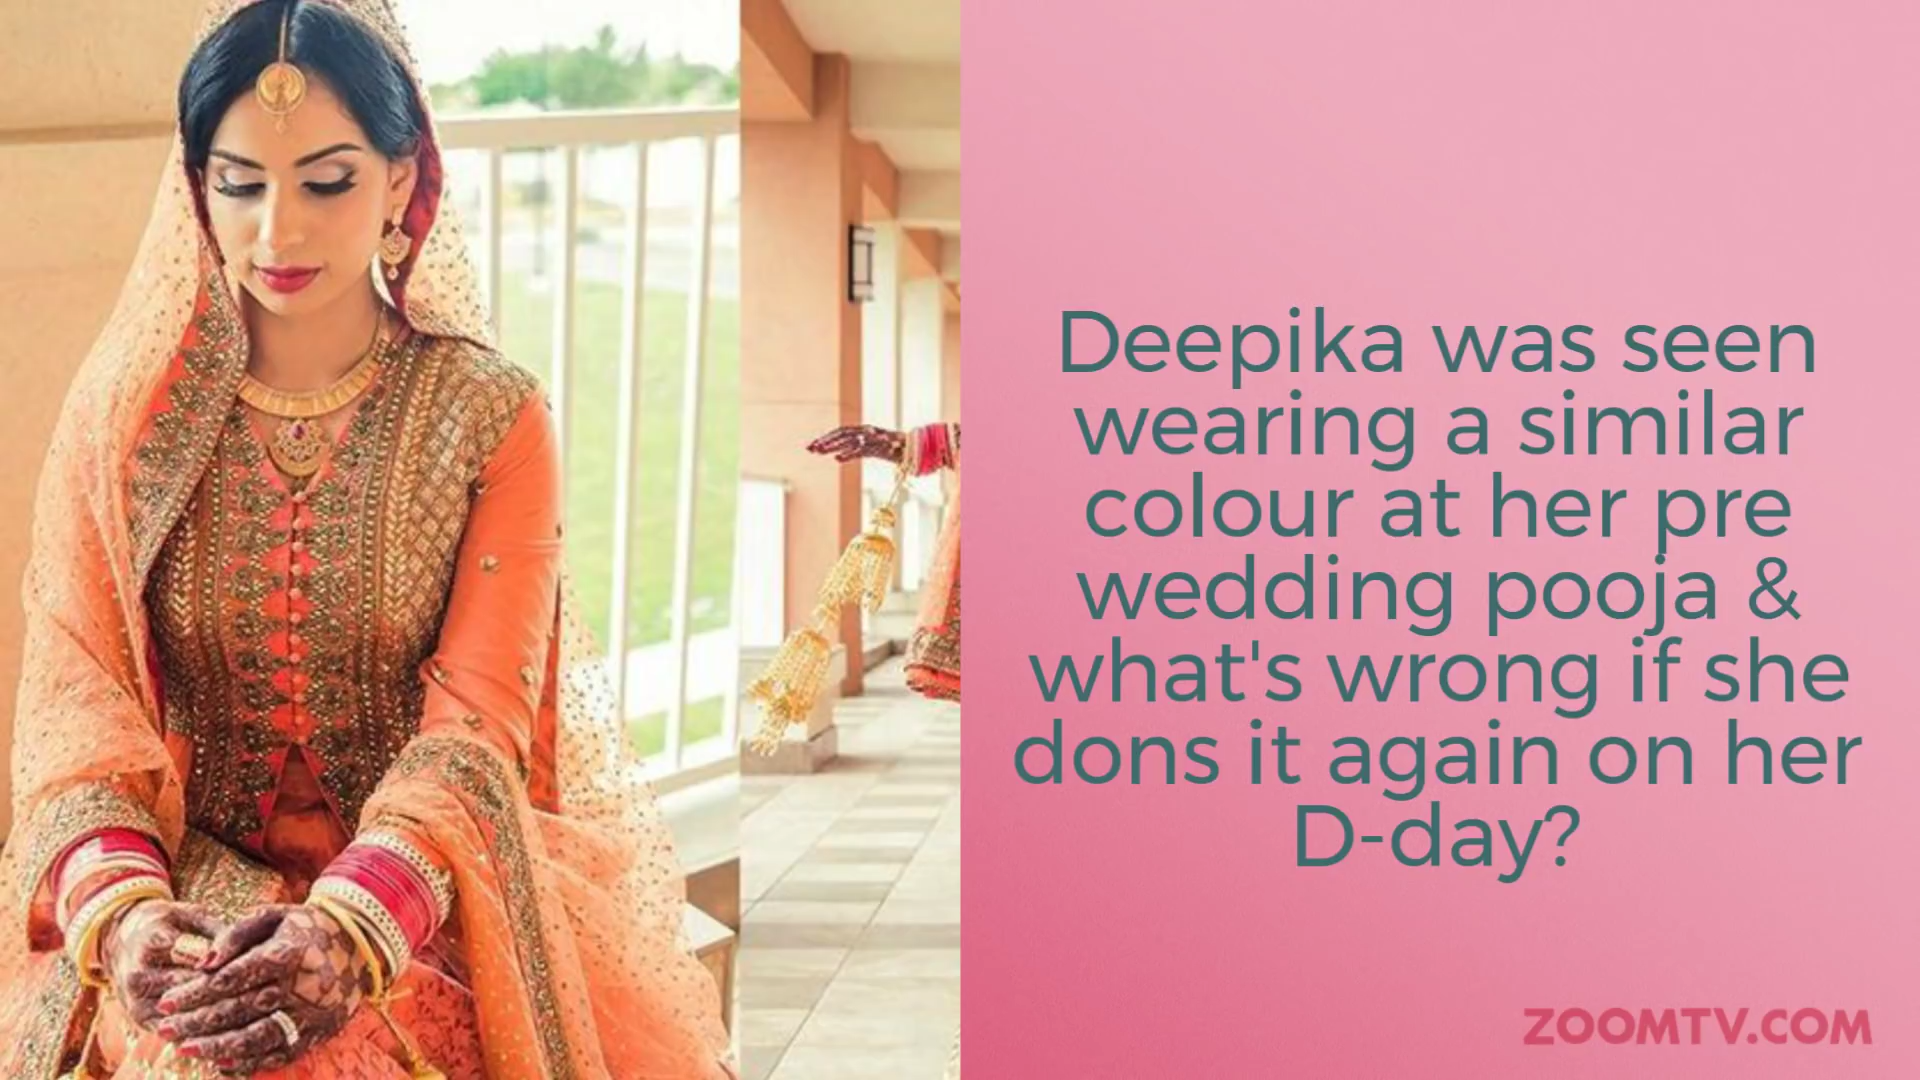 Deepika was seen
wearing a similar
colour at her pre
wedding pooja &
what's wrong if she
dons it again on her
D-day?
ZOOMTV.COM